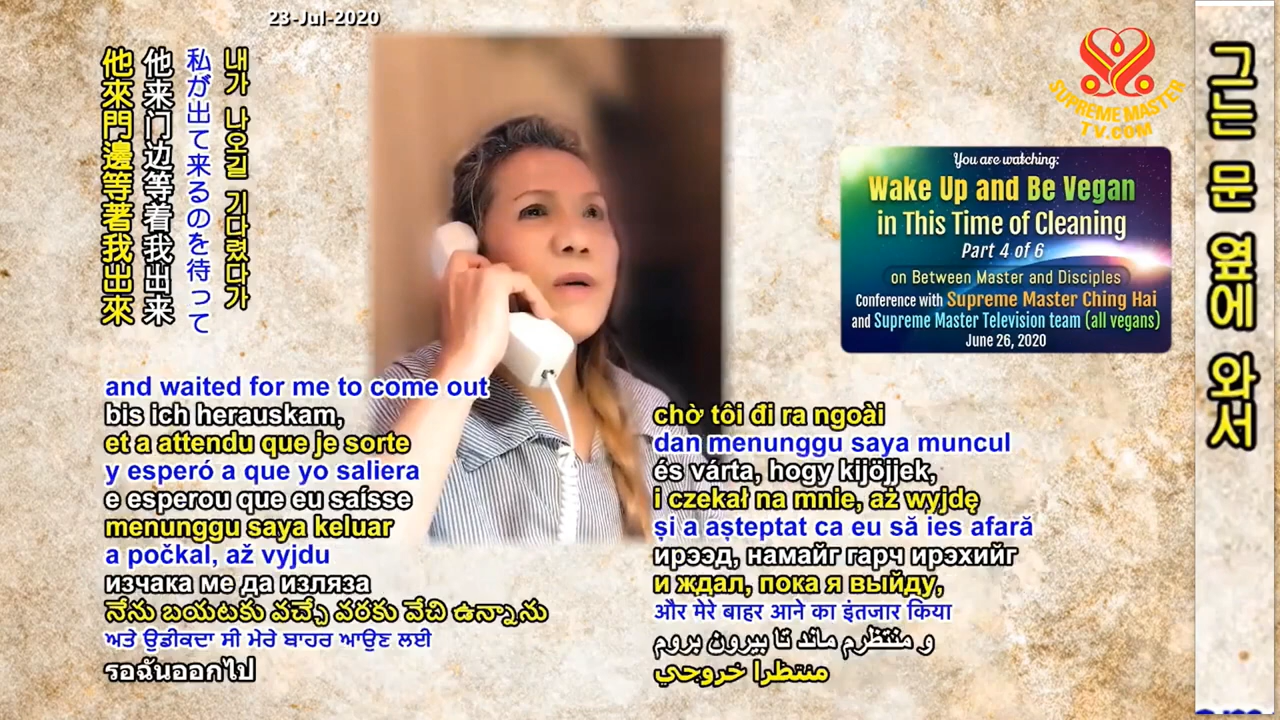 23-Jul-2020
SUPREME MASTER
TV.COM
You are watching:
Wake Up and Be Vegan
in This Time of Cleaning
Part 4 of 6
on Between Master and Disciples
Conference with Supreme Master Ching Hai
and Supreme Master Television team (all vegans)
June 26, 2020
그는 문 옆에 와서
내가 나오길 기다렸다가
私が出て来るのを待って
他来门边等着我出来
他來門邊等著我出來
and waited for me to come out
bis ich herauskam,
et a attendu que je sorte
y esperó a que yo saliera
e esperou que eu saísse
menunggu saya keluar
a počkal, až vyjdu
изчака ме да изляза
నేను బయటకు వచ్చే వరకు వేచి ఉన్నాను
ਅਤੇ ਉਡੀਕਦਾ ਸੀ ਮੇਰੇ ਬਾਹਰ ਆਉਣ ਲਈ
รอฉันออกไป
chờ tôi đi ra ngoài
dan menunggu saya muncul
és várta, hogy kijöjjek,
i czekał na mnie, aż wyjdę
și a așteptat ca eu să ies afară
ирээд, намайг гарч ирэхийг
и ждал, пока я выйду,
और मेरे बाहर आने का इंतजार किया
و منتظرم ماند تا بیرون بروم
منتظرا خروجي